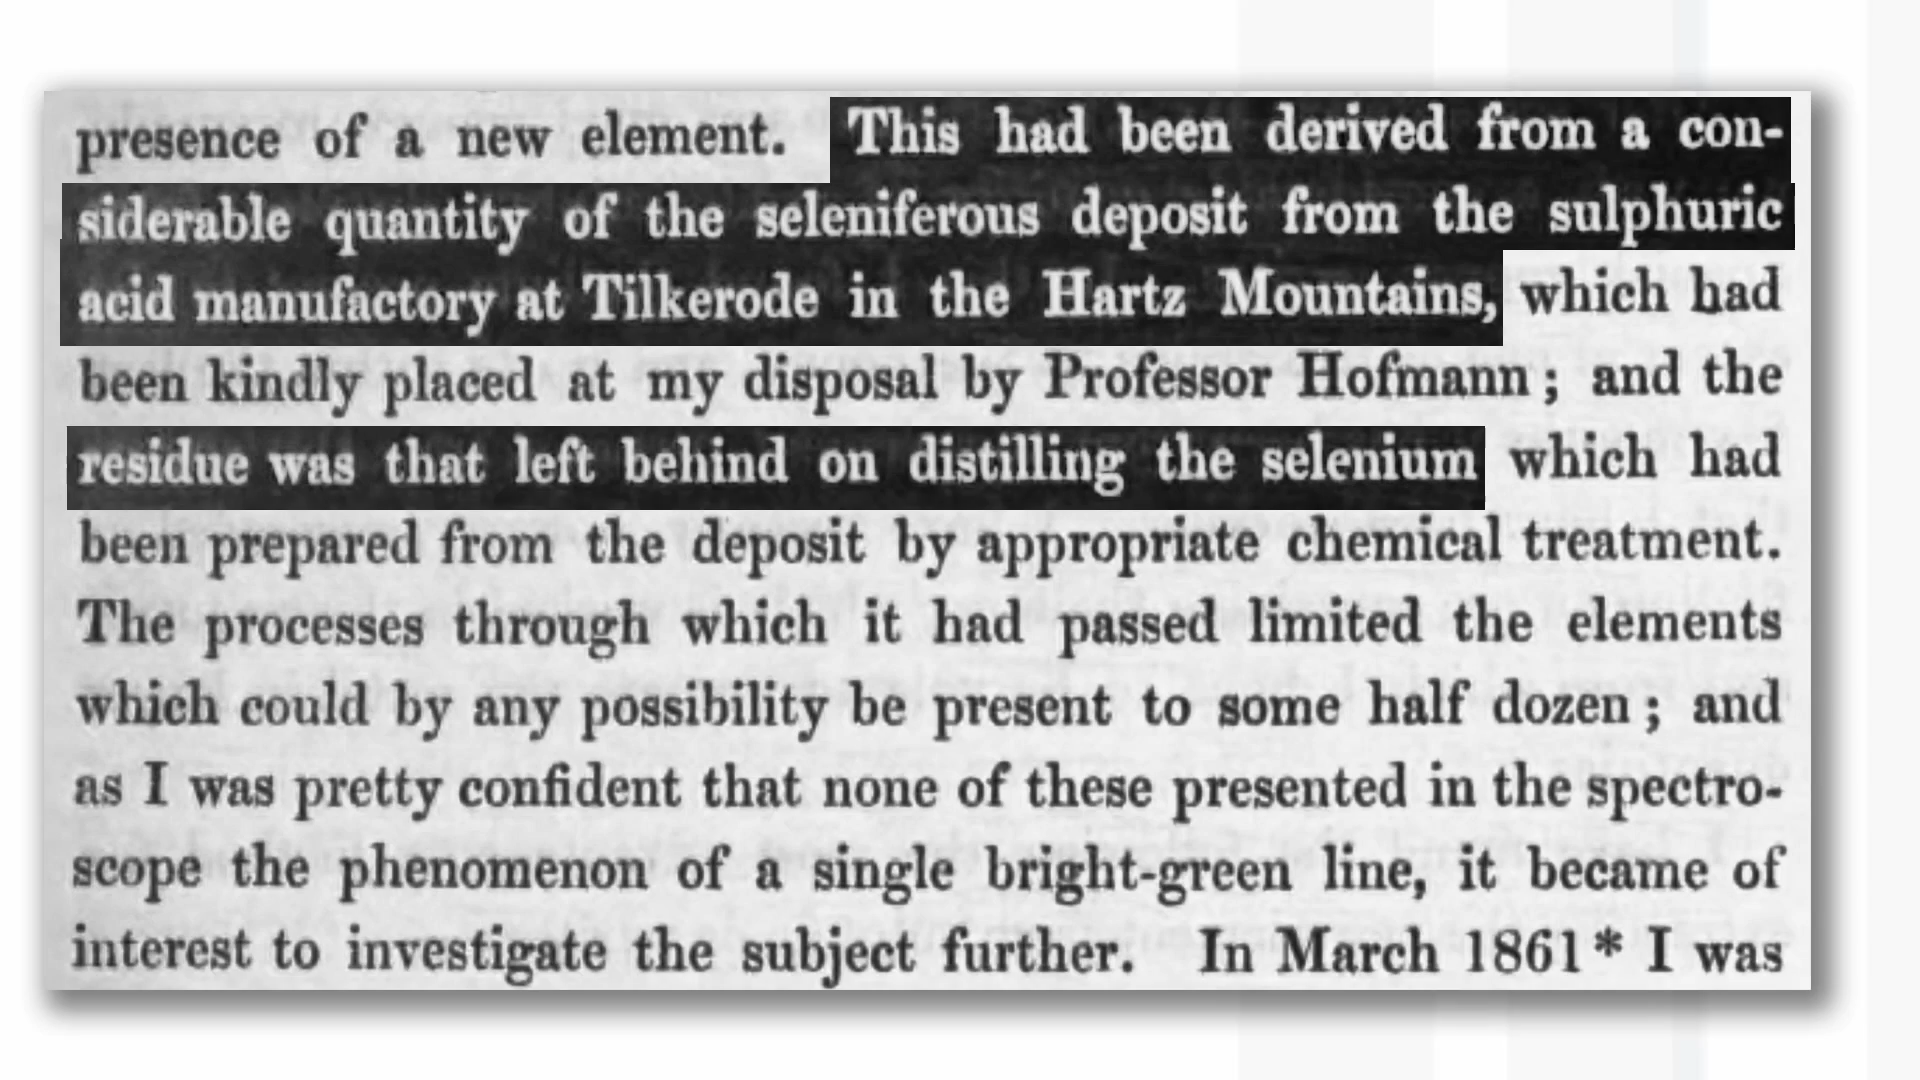 presence of a new element. This had been derived from a con-
siderable quantity of the seleniferous deposit from the sulphuric
acid manufactory at Tilkerode in the Hartz Mountains, which had
been kindly placed at my disposal by Professor Hofmann; and the
residue was that left behind on distilling the selenium which had
been prepared from the deposit by appropriate chemical treatment.
The processes through which it had passed limited the elements
which could by any possibility be present to some half dozen; and
as I was pretty confident that none of these presented in the spectro-
scope the phenomenon of a single bright-green line, it became of
interest to investigate the subject further. In March 1861* I was